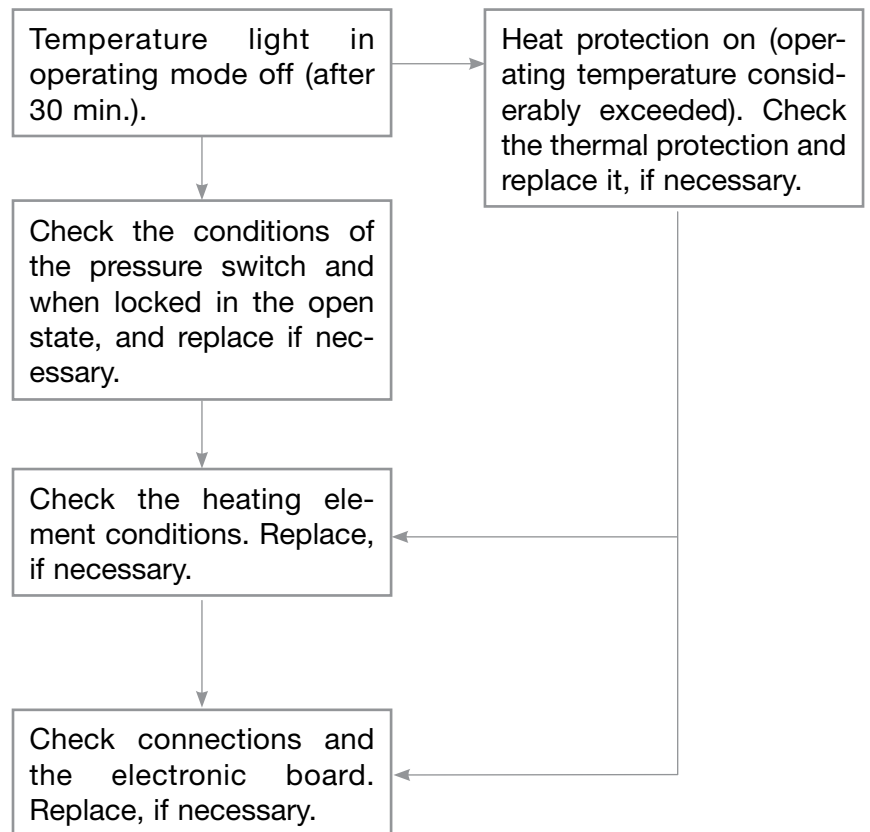 Temperature light in
operating mode off (after
30 min.).
Heat protection on (oper-
ating temperature consid-
erably exceeded). Check
the thermal protection and
replace it, if necessary.
Check the conditions of
the pressure switch and
when locked in the open
state, and replace if nec-
essary.
Check the heating ele-
ment conditions. Replace,
if necessary.
Check connections and
the electronic board.
Replace, if necessary.